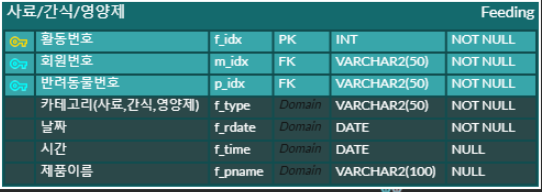 사료/간식/영양제 Feeding
활동번호 f_idx PK INT NOT NULL
회원번호 m_idx FK VARCHAR2(50) NOT NULL
반려동물번호 p_idx FK VARCHAR2(50) NOT NULL
카테고리(사료,간식,영양제) f_type Domain VARCHAR2(50) NOT NULL
날짜 f_rdate Domain DATE NOT NULL
시간 f_time Domain DATE NULL
제품이름 f_pname Domain VARCHAR2(100) NULL